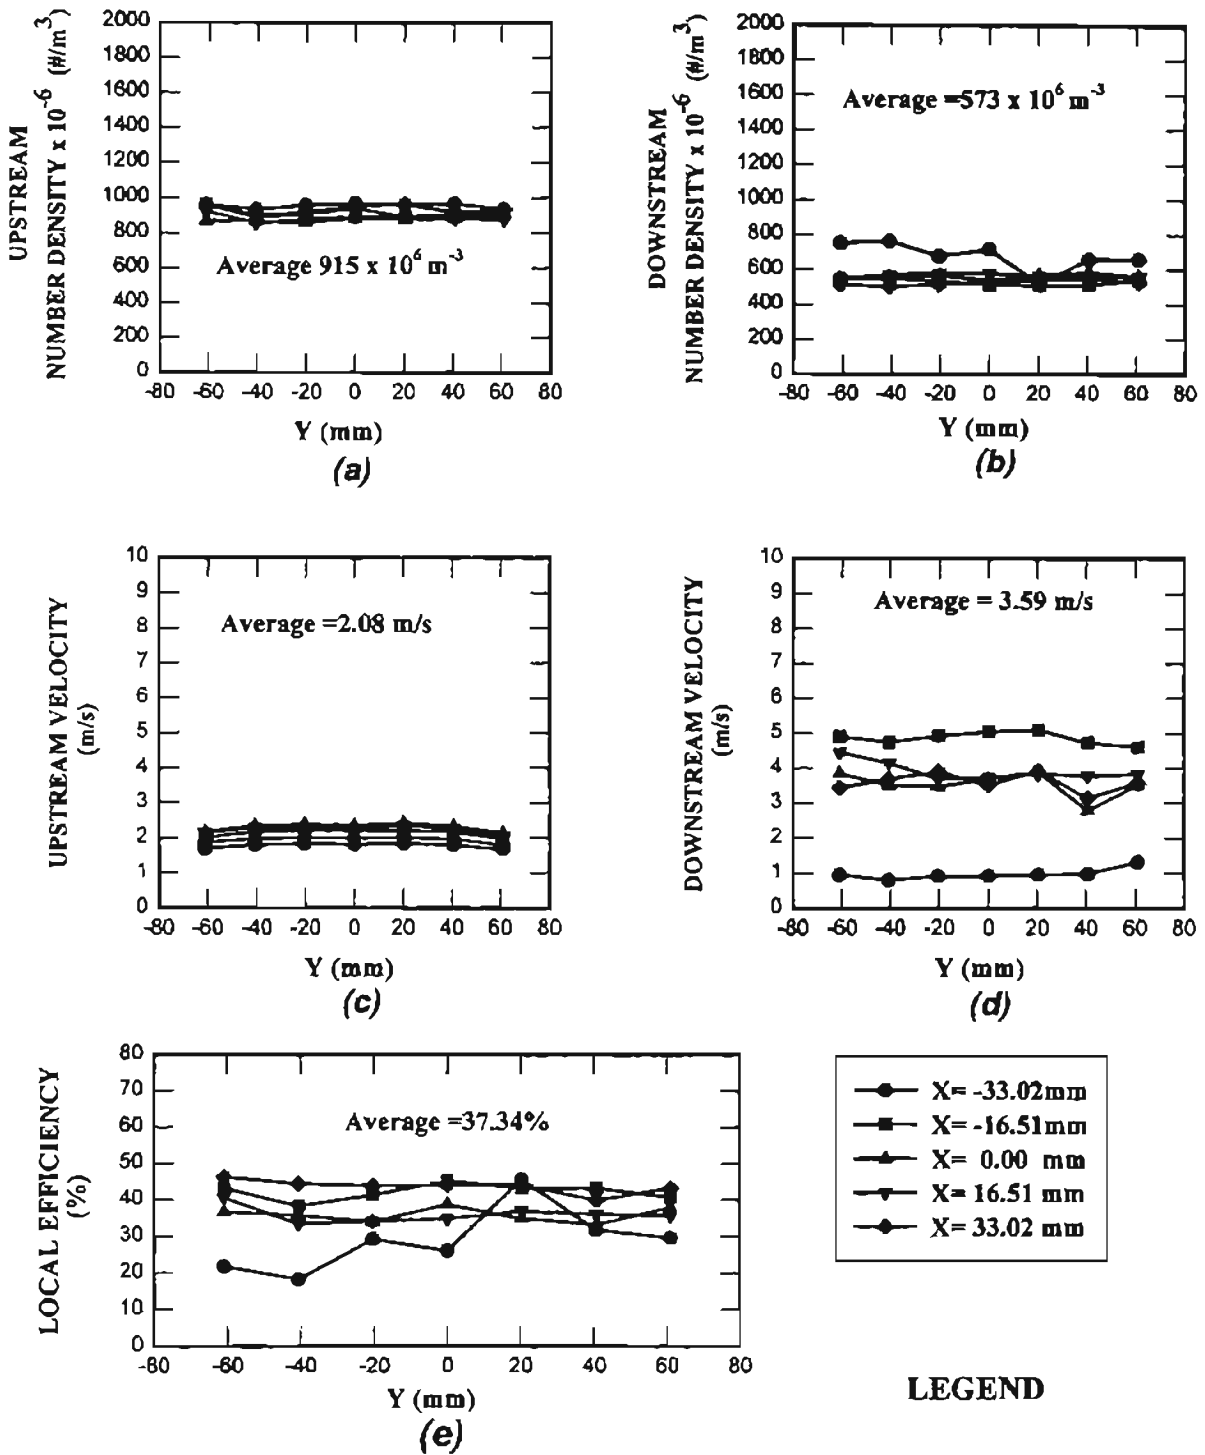 UPSTREAM
NUMBER DENSITY x 10^-6 (#/m^3)
2000
1800
1600
1400
1200
1000
800
600
400
200
0
Average 915 x 10^6 m^-3
-80 -60 -40 -20 0 20 40 60 80
Y (mm)
(a)
DOWNSTREAM
NUMBER DENSITY x 10^-6 (#/m^3)
2000
1800
1600
1400
1200
1000
800
600
400
200
0
Average =573 x 10^6 m^-3
-80 -60 -40 -20 0 20 40 60 80
Y (mm)
(b)
UPSTREAM VELOCITY
(m/s)
10
9
8
7
6
5
4
3
2
1
0
Average =2.08 m/s
-80 -60 -40 -20 0 20 40 60 80
Y (mm)
(c)
DOWNSTREAM VELOCITY
(m/s)
10
9
8
7
6
5
4
3
2
1
0
Average = 3.59 m/s
-80 -60 -40 -20 0 20 40 60 80
Y (mm)
(d)
LOCAL EFFICIENCY
(%)
80
70
60
50
40
30
20
10
0
Average =37.34%
-80 -60 -40 -20 0 20 40 60 80
Y (mm)
(e)
X= -33.02mm
X= -16.51mm
X= 0.00 mm
X= 16.51 mm
X= 33.02 mm
LEGEND